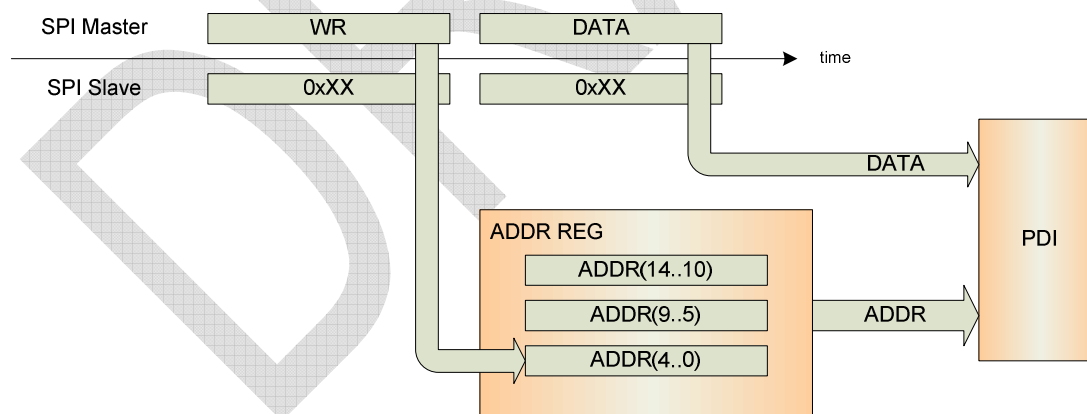 SPI Master
WR
DATA
time
SPI Slave
0xXX
0xXX
DATA
ADDR REG
PDI
ADDR(14..10)
ADDR(9..5)
ADDR
ADDR(4..0)